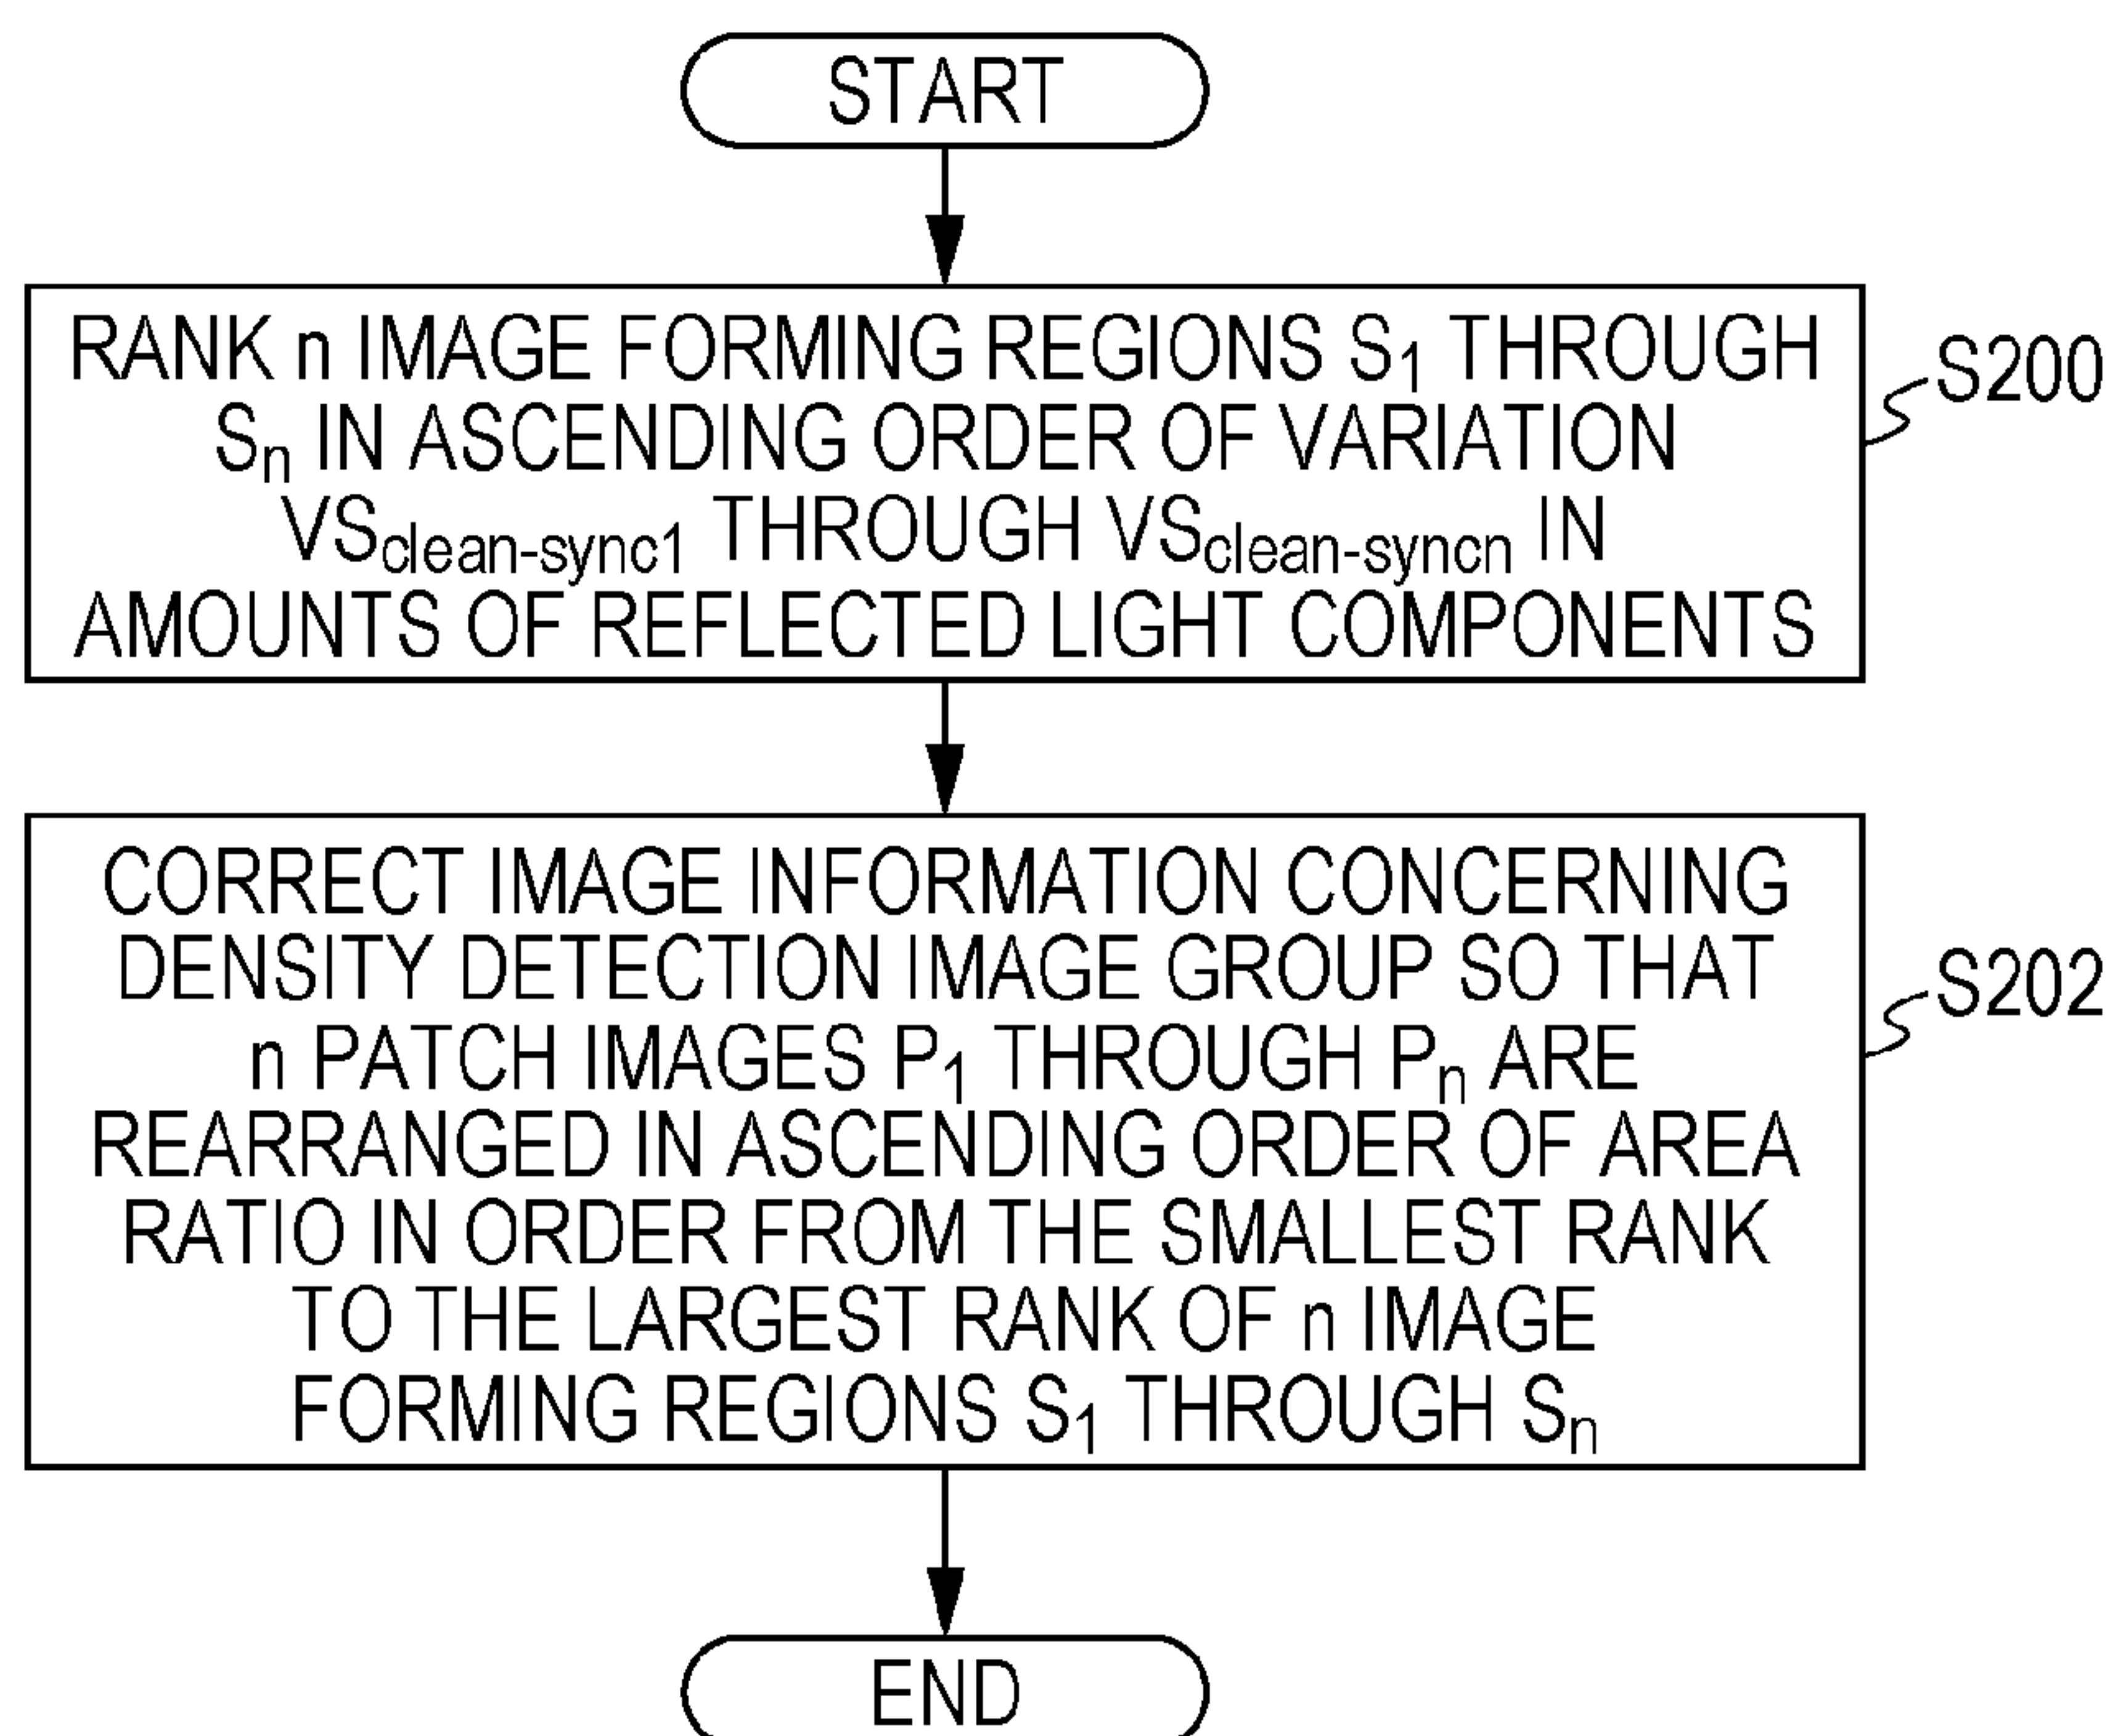 START
RANK n IMAGE FORMING REGIONS S1 THROUGH
Sn IN ASCENDING ORDER OF VARIATION
VSclean-sync1 THROUGH VSclean-syncn IN
AMOUNTS OF REFLECTED LIGHT COMPONENTS
S200
CORRECT IMAGE INFORMATION CONCERNING
DENSITY DETECTION IMAGE GROUP SO THAT
n PATCH IMAGES P1 THROUGH Pn ARE
REARRANGED IN ASCENDING ORDER OF AREA
RATIO IN ORDER FROM THE SMALLEST RANK
TO THE LARGEST RANK OF n IMAGE
FORMING REGIONS S1 THROUGH Sn
S202
END